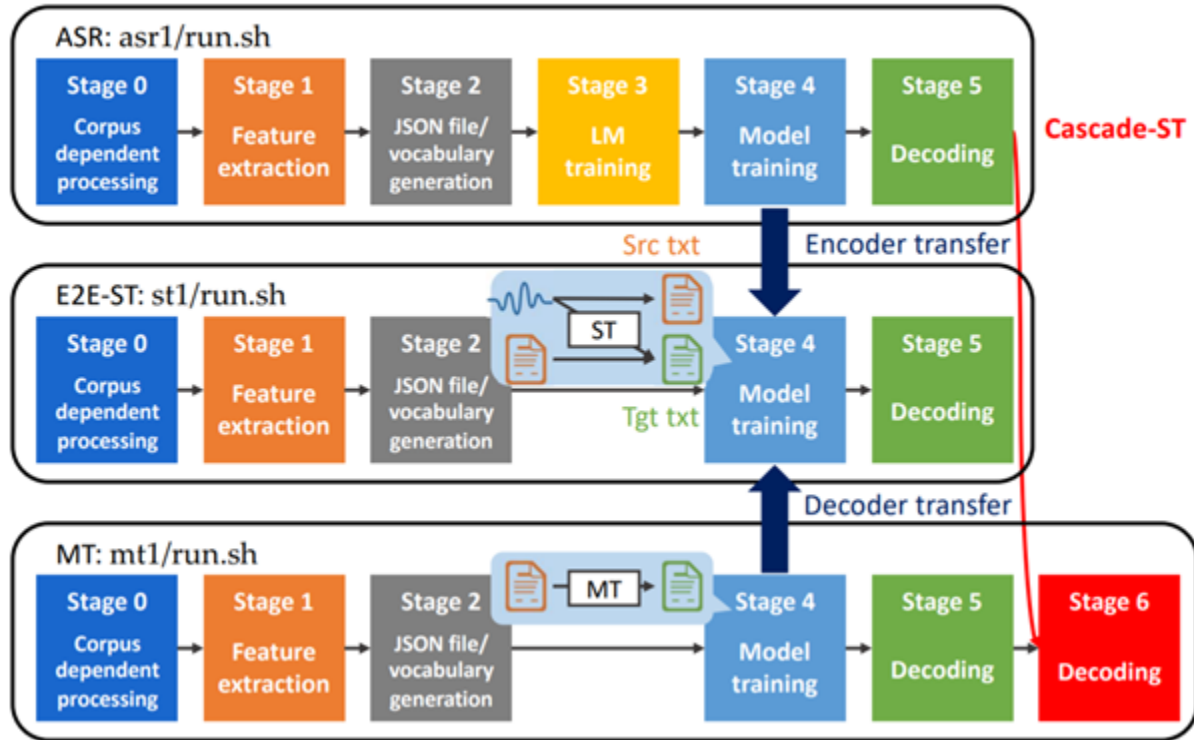 ASR: asr1/run.sh
Stage 0
Corpus
dependent
processing
Stage 1
Feature
extraction
Stage 2
JSON file/
vocabulary
generation
Stage 3
LM
training
Stage 4
Model
training
Stage 5
Decoding
Cascade-ST
Src txt
Encoder transfer
E2E-ST: st1/run.sh
Stage 0
Corpus
dependent
processing
Stage 1
Feature
extraction
Stage 2
JSON file/
vocabulary
generation
ST
Tgt txt
Stage 4
Model
training
Stage 5
Decoding
Decoder transfer
MT: mt1/run.sh
Stage 0
Corpus
dependent
processing
Stage 1
Feature
extraction
Stage 2
JSON file/
vocabulary
generation
MT
Stage 4
Model
training
Stage 5
Decoding
Stage 6
Decoding